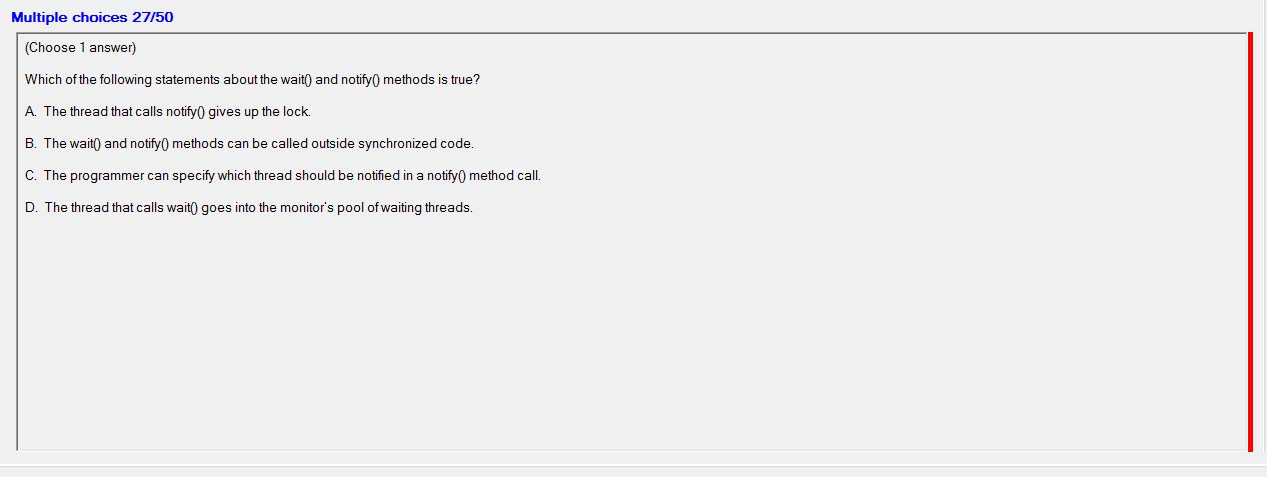 Multiple choices 27/50
(Choose 1 answer)
Which of the following statements about the wait() and notify() methods is true?
A. The thread that calls notify() gives up the lock.
B. The wait() and notify() methods can be called outside synchronized code.
C. The programmer can specify which thread should be notified in a notify() method call.
D. The thread that calls wait() goes into the monitor's pool of waiting threads.